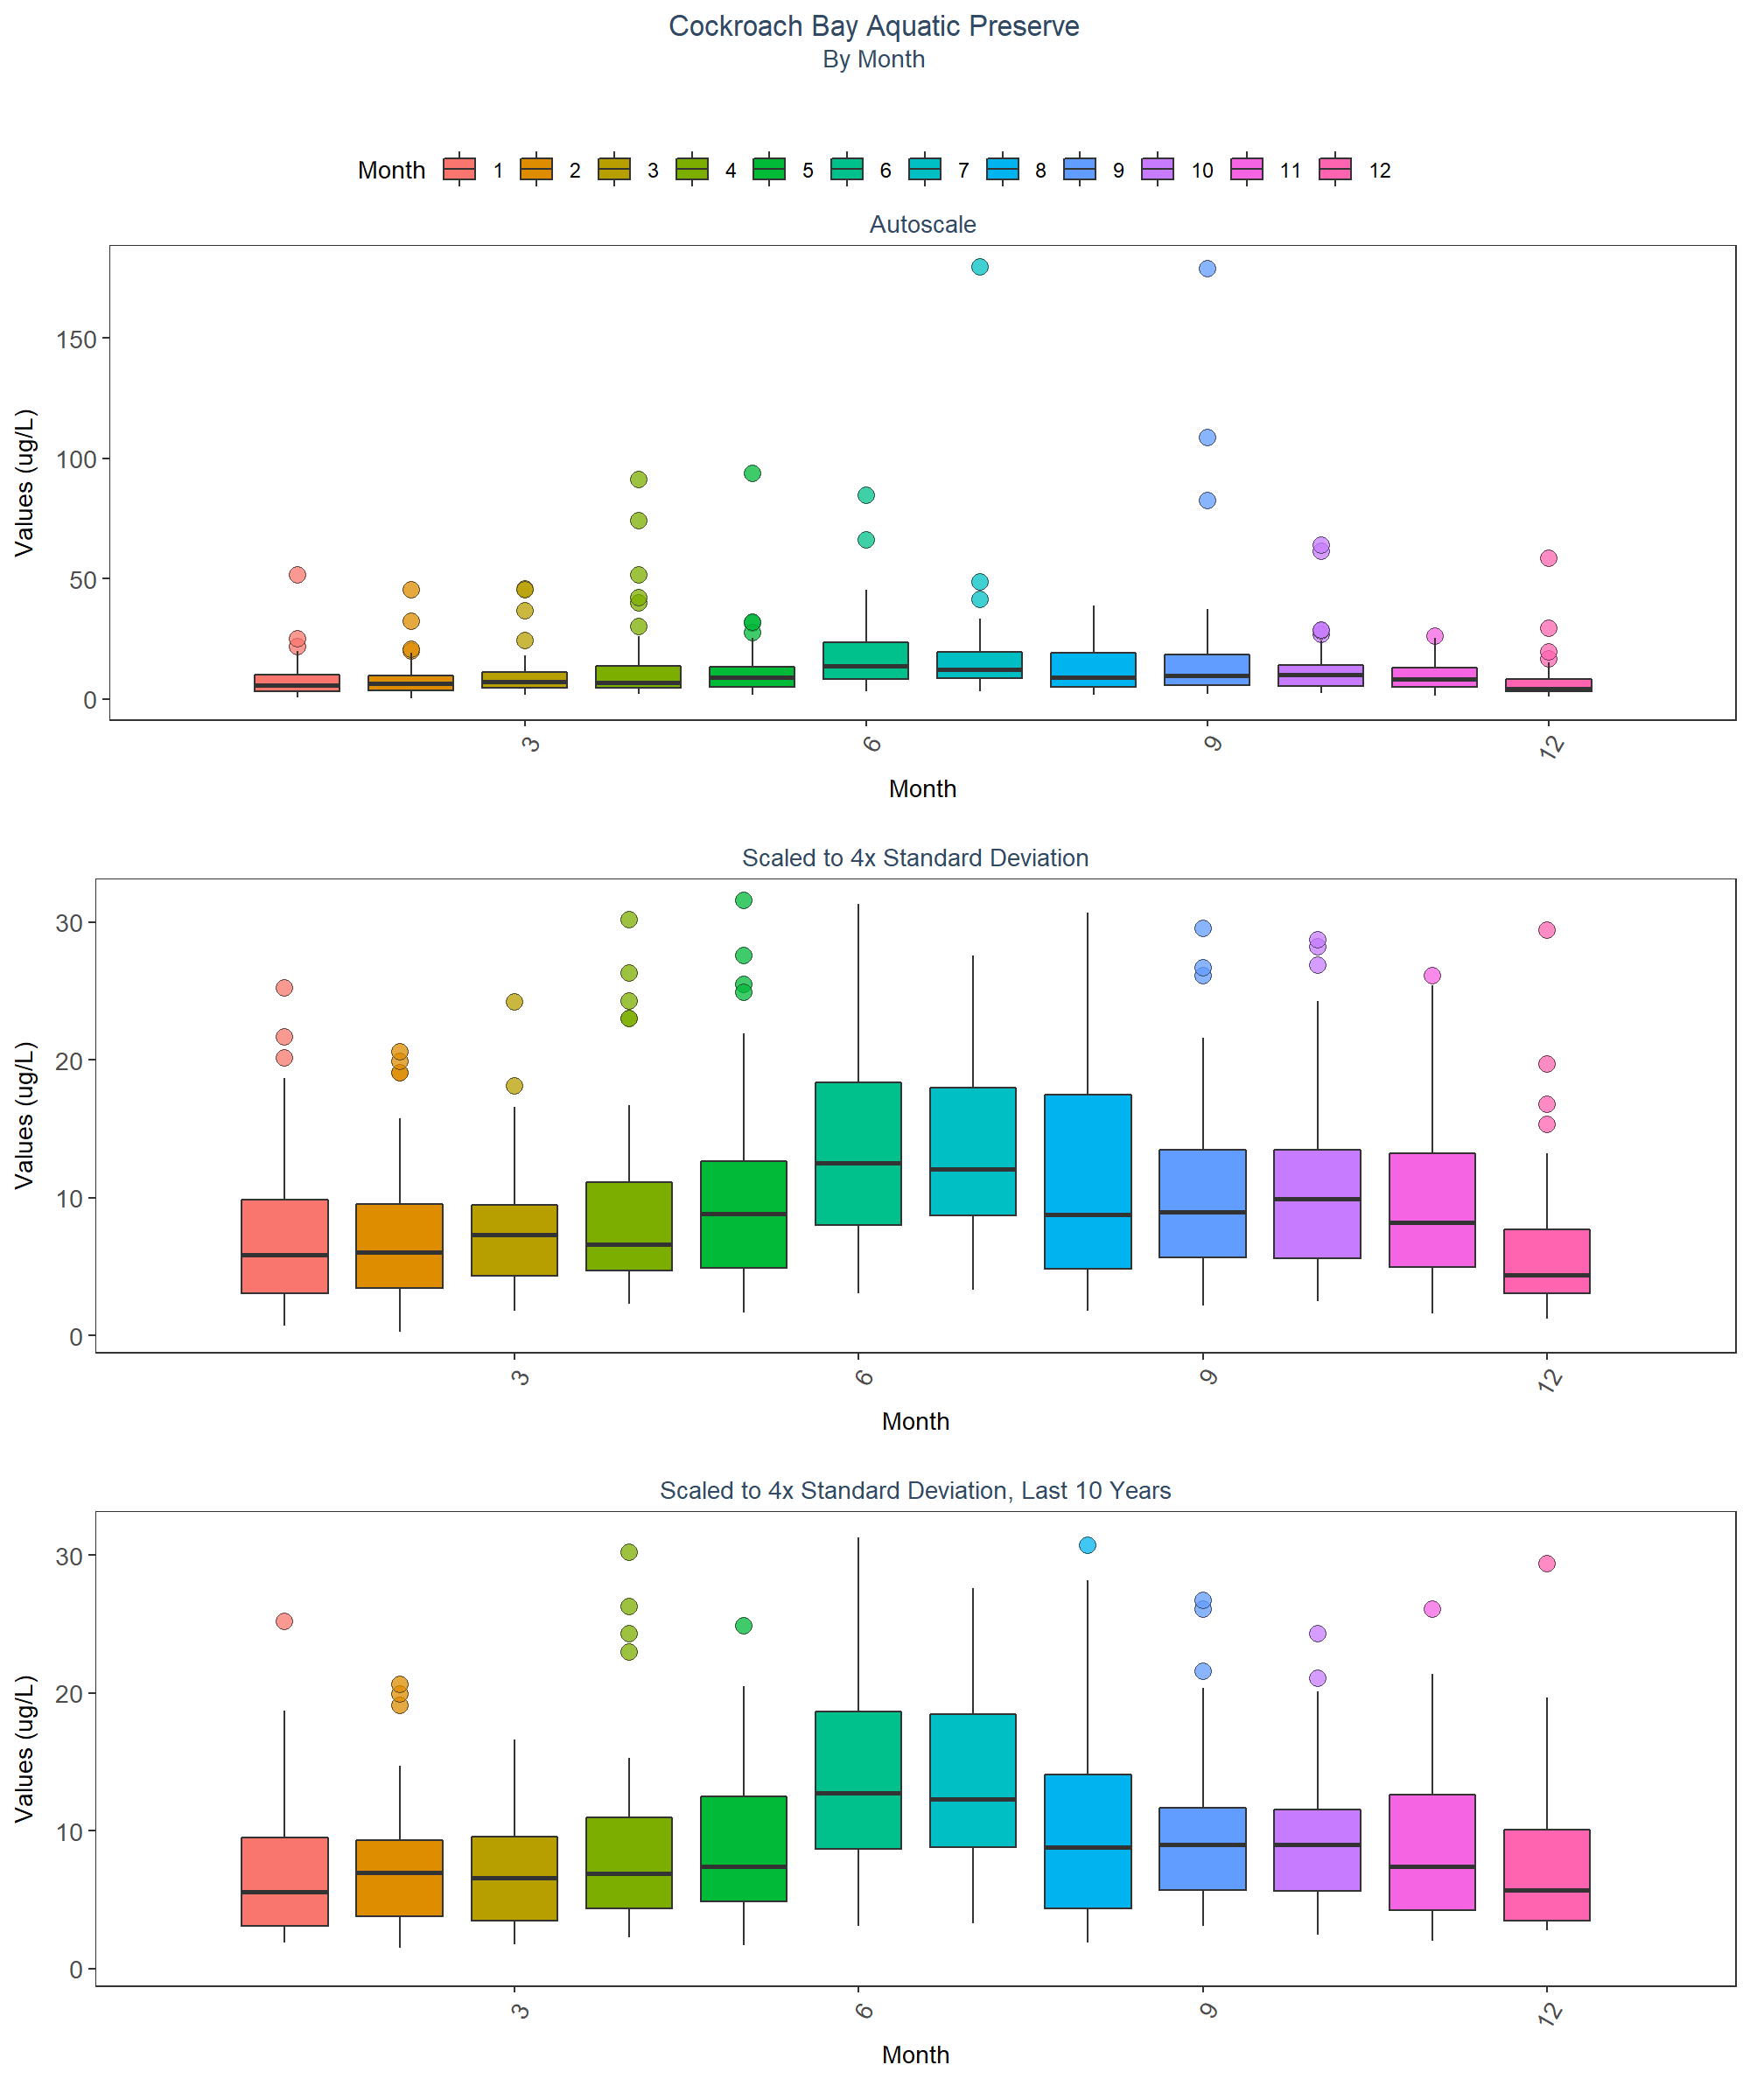 Cockroach Bay Aquatic Preserve
By Month
Month 1 2 3 4 5 6 7 8 9 10 11 12
Autoscale
Values (ug/L)
150
100
50
0
3 6 9 12
Month
Scaled to 4x Standard Deviation
Values (ug/L)
30
20
10
0
3 6 9 12
Month
Scaled to 4x Standard Deviation, Last 10 Years
Values (ug/L)
30
20
10
0
3 6 9 12
Month